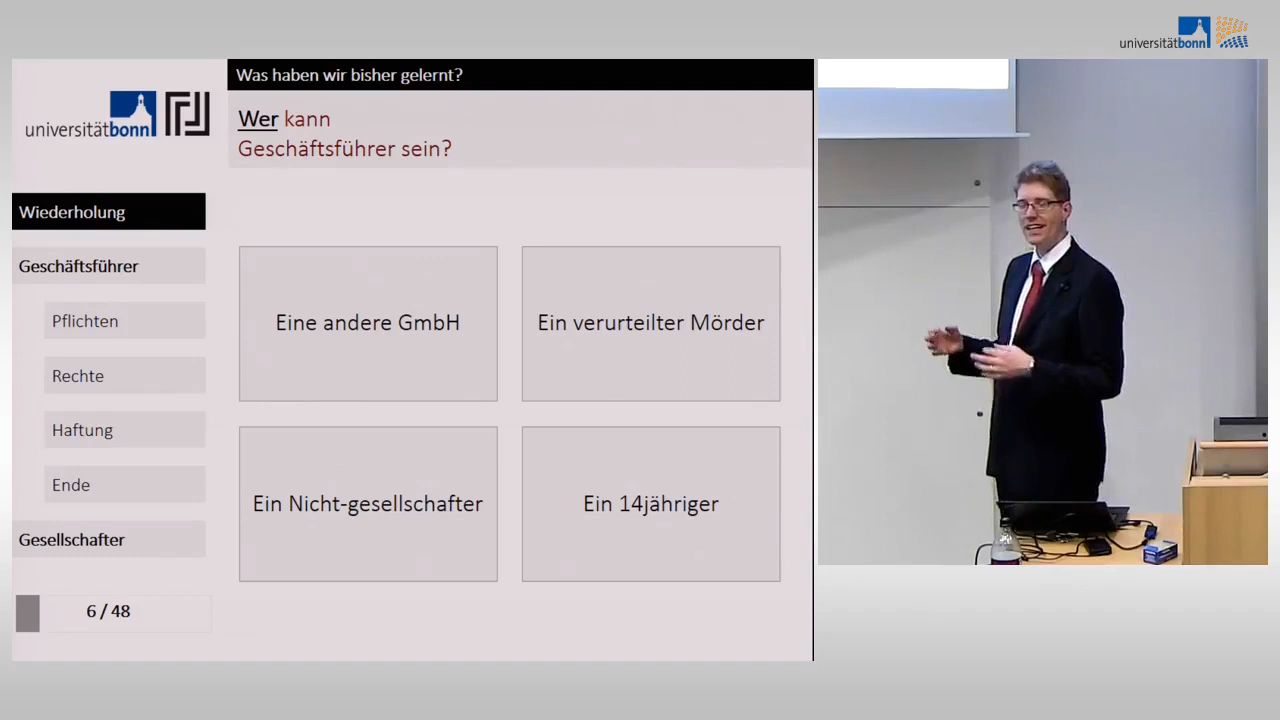 universitätbonn
Was haben wir bisher gelernt?
universitätbonn
Wer kann
Geschäftsführer sein?
Wiederholung
Geschäftsführer
Pflichten
Rechte
Haftung
Ende
Gesellschafter
6 / 48
Eine andere GmbH
Ein verurteilter Mörder
Ein Nicht-gesellschafter
Ein 14jähriger